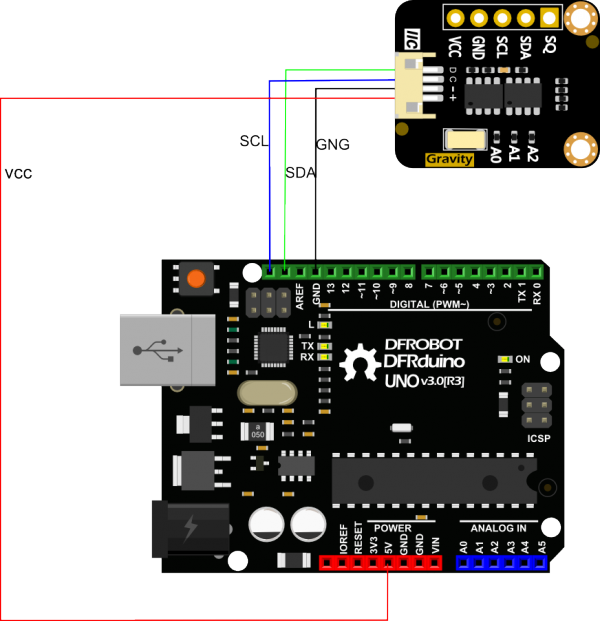 IIC
VCC
GND
SCL
SDA
SQ
D
C
-
+
Gravity
A0
A1
A2
SCL
GNG
SDA
VCC
AREF
GND
13
12
~11
~10
~9
8
7
~6
~5
4
~3
2
TX 1
RX 0
DIGITAL (PWM~)
L
TX
RX
DFROBOT
DFRduino
UNO v3.0[R3]
ON
ICSP
a
050
IOREF
RESET
3V3
5V
GND
GND
VIN
POWER
ANALOG IN
A0
A1
A2
A3
A4
A5